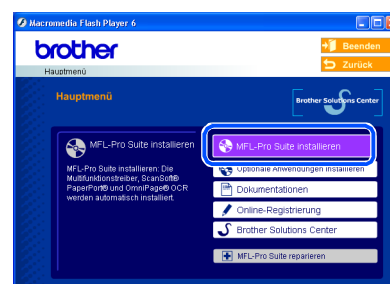 Macromedia Flash Player 6
brother
Beenden
Zurück
Hauptmenü
Hauptmenü
Brother Solutions Center
MFL-Pro Suite installieren
MFL-Pro Suite installieren: Die
Multifunktionstreiber, ScanSoft®
PaperPort® und OmniPage® OCR
werden automatisch installiert.
MFL-Pro Suite installieren
Optionale Anwendungen installieren
Dokumentationen
Online-Registrierung
Brother Solutions Center
MFL-Pro Suite reparieren